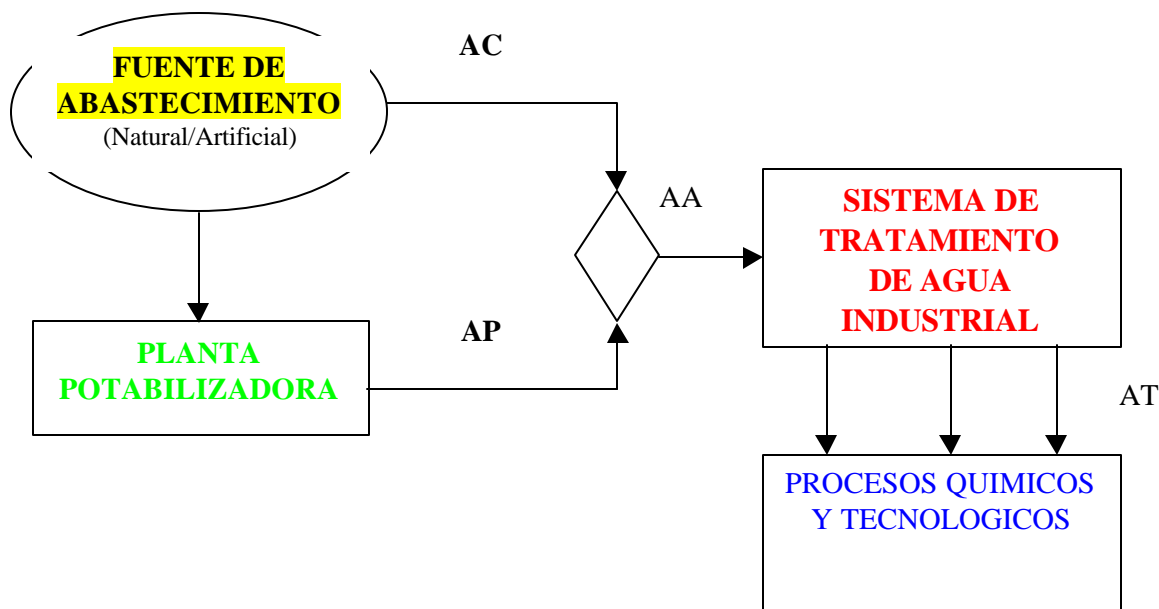 AC
FUENTE DE
ABASTECIMIENTO
(Natural/Artificial)
AA
SISTEMA DE
TRATAMIENTO
DE AGUA
INDUSTRIAL
AP
PLANTA
POTABILIZADORA
AT
PROCESOS QUIMICOS
Y TECNOLOGICOS